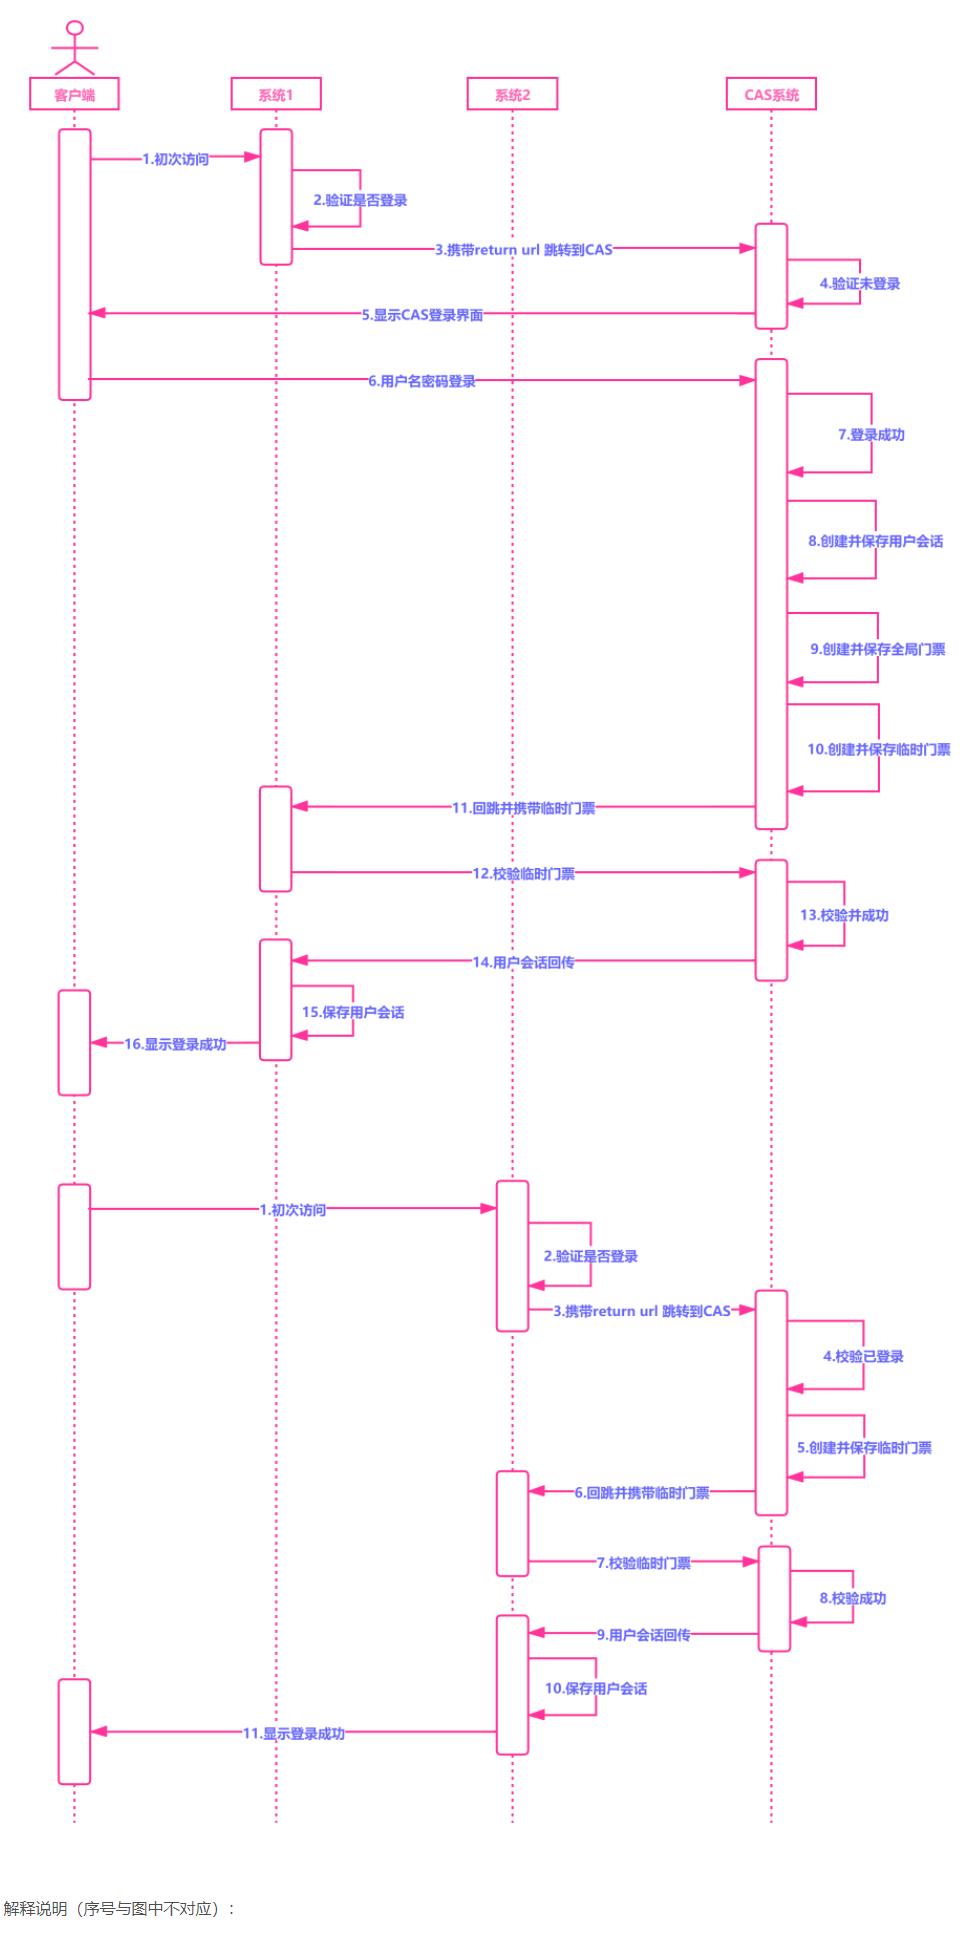 客户端
系统1
系统2
CAS系统
1.初次访问
2.验证是否登录
3.携带return url 跳转到CAS
4.验证未登录
5.显示CAS登录界面
6.用户名密码登录
7.登录成功
8.创建并保存用户会话
9.创建并保存全局门票
10.创建并保存临时门票
11.回跳并携带临时门票
12.校验临时门票
13.校验并成功
14.用户会话回传
15.保存用户会话
16.显示登录成功
1.初次访问
2.验证是否登录
3.携带return url 跳转到CAS
4.校验已登录
5.创建并保存临时门票
6.回跳并携带临时门票
7.校验临时门票
8.校验成功
9.用户会话回传
10.保存用户会话
11.显示登录成功
解释说明（序号与图中不对应）：